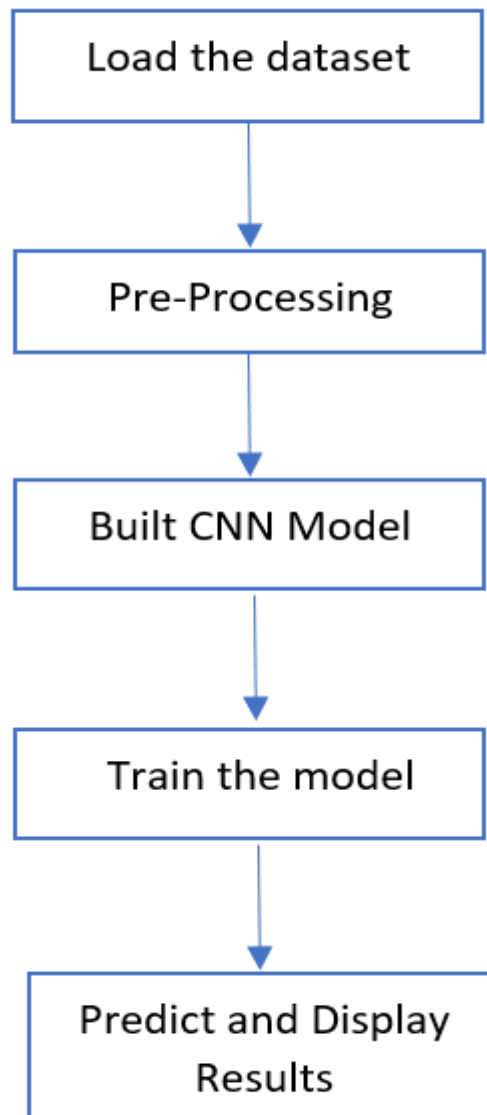 Load the dataset
Pre-Processing
Built CNN Model
Train the model
Predict and Display
Results